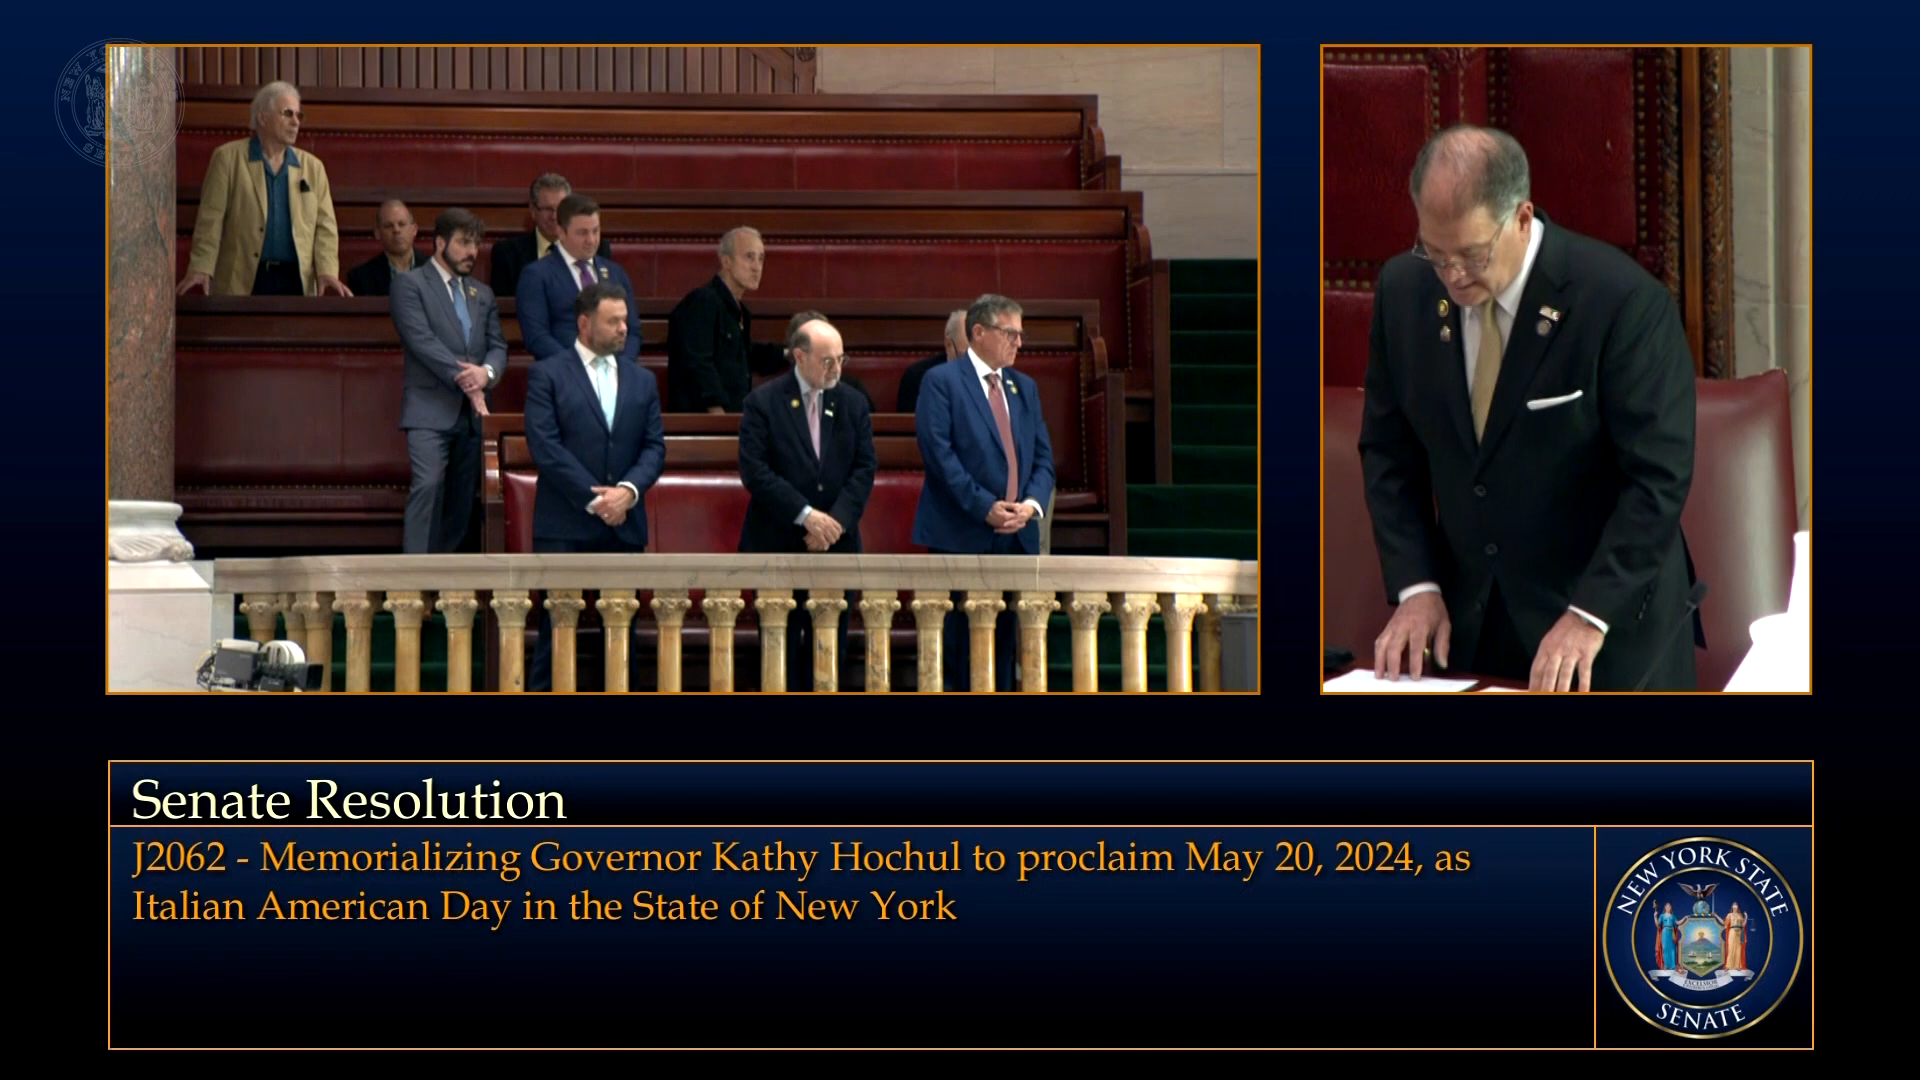 Senate Resolution
J2062 - Memorializing Governor Kathy Hochul to proclaim May 20, 2024, as
Italian American Day in the State of New York
NEW YORK STATE
EXCELSIOR
SENATE